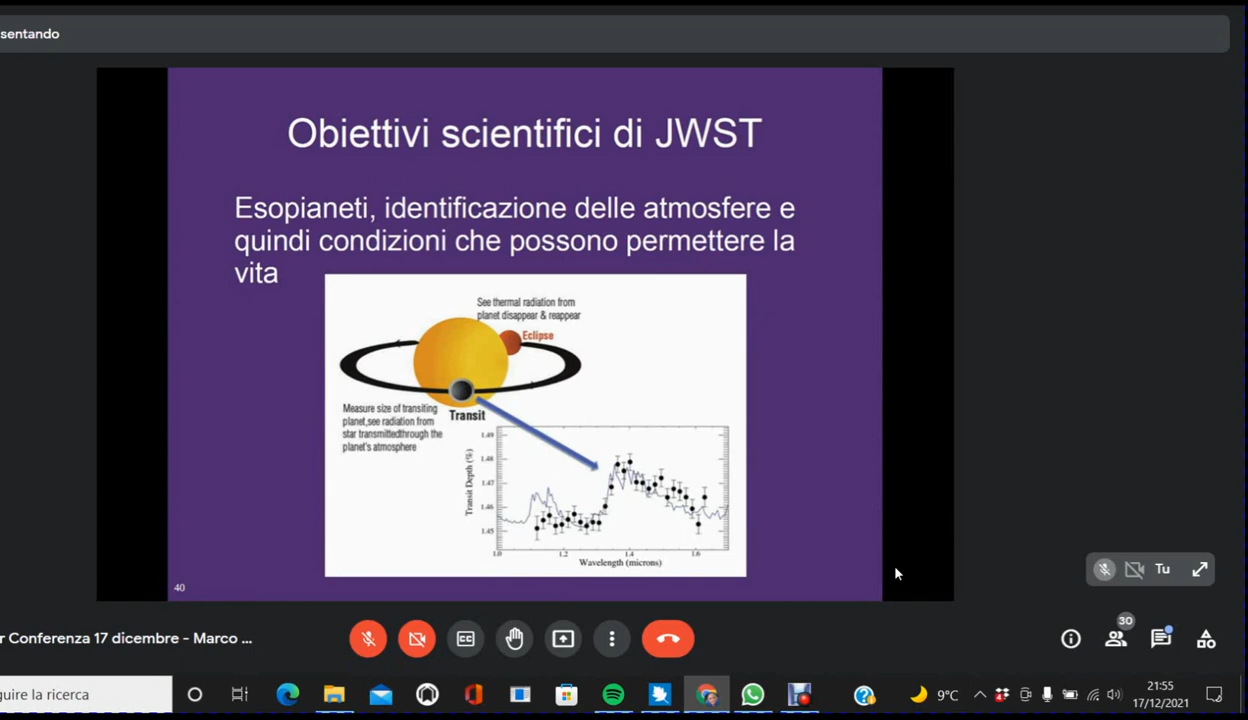 sentando
Obiettivi scientifici di JWST
Esopianeti, identificazione delle atmosfere e
quindi condizioni che possono permettere la
vita
See thermal radiation from
planet disappear & reappear
Eclipse
Measure size of transiting
planet,see radiation from
star transmittedthrough the
planet's atmosphere
Transit
Transit Depth (%)
1.49
1.48
1.47
1.46
1.45
1.0 1.2 1.4 1.6
Wavelength (microns)
40
Tu
r Conferenza 17 dicembre - Marco ...
CC
30
guire la ricerca
9°C
21:55
17/12/2021